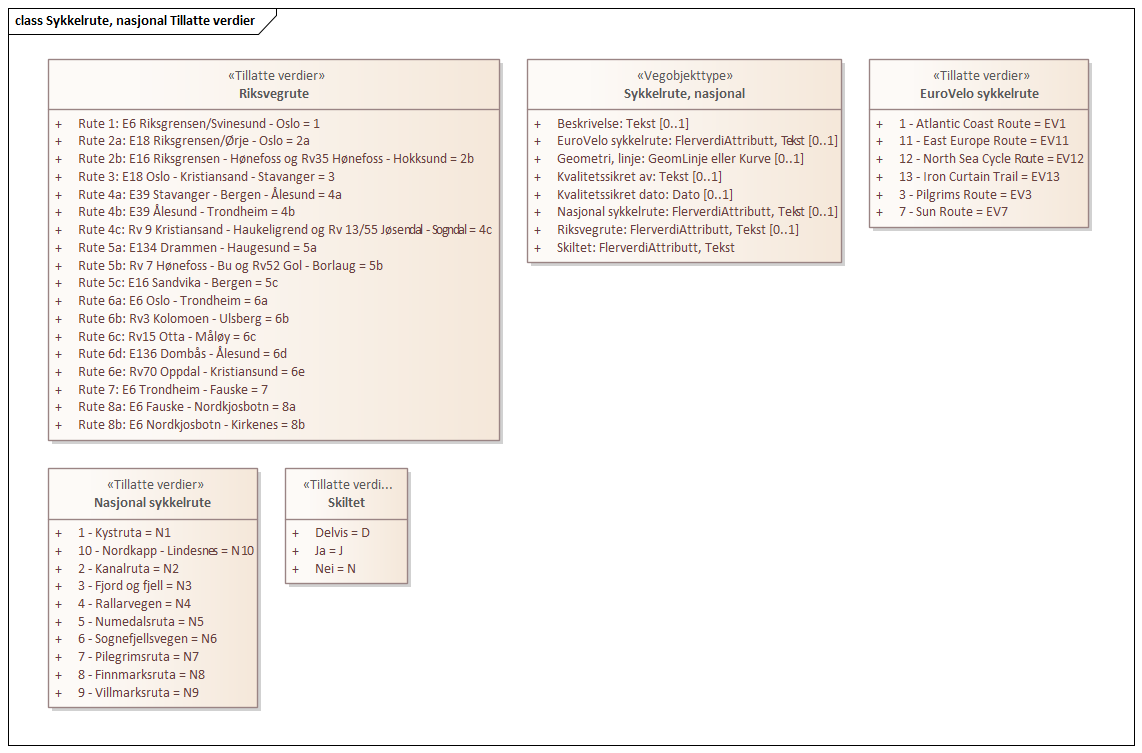 class Sykkelrute, nasjonal Tillatte verdier
«Tillatte verdier»
Riksvegrute
+ Rute 1: E6 Riksgrensen/Svinesund - Oslo = 1
+ Rute 2a: E18 Riksgrensen/Ørje - Oslo = 2a
+ Rute 2b: E16 Riksgrensen - Hønefoss og Rv35 Hønefoss - Hokksund = 2b
+ Rute 3: E18 Oslo - Kristiansand - Stavanger = 3
+ Rute 4a: E39 Stavanger - Bergen - Ålesund = 4a
+ Rute 4b: E39 Ålesund - Trondheim = 4b
+ Rute 4c: Rv 9 Kristiansand - Haukeligrend og Rv 13/55 Jøsendal - Sogndal = 4c
+ Rute 5a: E134 Drammen - Haugesund = 5a
+ Rute 5b: Rv 7 Hønefoss - Bu og Rv52 Gol - Borlaug = 5b
+ Rute 5c: E16 Sandvika - Bergen = 5c
+ Rute 6a: E6 Oslo - Trondheim = 6a
+ Rute 6b: Rv3 Kolomoen - Ulsberg = 6b
+ Rute 6c: Rv15 Otta - Måløy = 6c
+ Rute 6d: E136 Dombås - Ålesund = 6d
+ Rute 6e: Rv70 Oppdal - Kristiansund = 6e
+ Rute 7: E6 Trondheim - Fauske = 7
+ Rute 8a: E6 Fauske - Nordkjosbotn = 8a
+ Rute 8b: E6 Nordkjosbotn - Kirkenes = 8b
«Vegobjekttype»
Sykkelrute, nasjonal
+ Beskrivelse: Tekst [0..1]
+ EuroVelo sykkelrute: FlerverdiAttributt, Tekst [0..1]
+ Geometri, linje: GeomLinje eller Kurve [0..1]
+ Kvalitetssikret av: Tekst [0..1]
+ Kvalitetssikret dato: Dato [0..1]
+ Nasjonal sykkelrute: FlerverdiAttributt, Tekst [0..1]
+ Riksvegrute: FlerverdiAttributt, Tekst [0..1]
+ Skiltet: FlerverdiAttributt, Tekst
«Tillatte verdier»
EuroVelo sykkelrute
+ 1 - Atlantic Coast Route = EV1
+ 11 - East Europe Route = EV11
+ 12 - North Sea Cycle Route = EV12
+ 13 - Iron Curtain Trail = EV13
+ 3 - Pilgrims Route = EV3
+ 7 - Sun Route = EV7
«Tillatte verdier»
Nasjonal sykkelrute
+ 1 - Kystruta = N1
+ 10 - Nordkapp - Lindesnes = N10
+ 2 - Kanalruta = N2
+ 3 - Fjord og fjell = N3
+ 4 - Rallarvegen = N4
+ 5 - Numedalsruta = N5
+ 6 - Sognefjellsvegen = N6
+ 7 - Pilegrimsruta = N7
+ 8 - Finnmarksruta = N8
+ 9 - Villmarksruta = N9
«Tillatte verdi...
Skiltet
+ Delvis = D
+ Ja = J
+ Nei = N